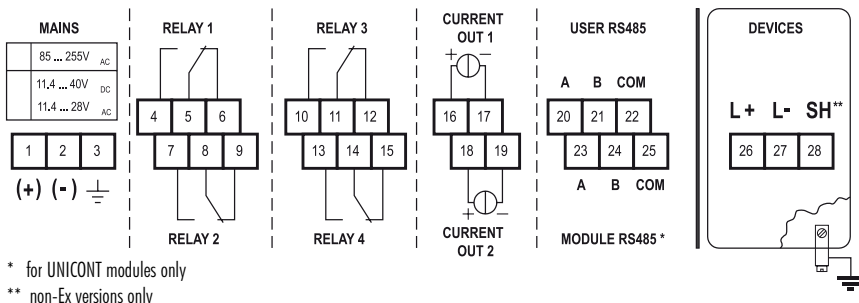 MAINS
85 ... 255V AC
11,4 ... 40V DC
11.4 ... 28V AC
1 2 3
(+) (-)
RELAY 1
4 5 6
7 8 9
RELAY 2
RELAY 3
10 11 12
13 14 15
RELAY 4
CURRENT
OUT 1
+ −
16 17
18 19
+ −
CURRENT
OUT 2
USER RS485
A B COM
20 21 22
23 24 25
A B COM
MODULE RS485 *
DEVICES
L+ L- SH**
26 27 28
* for UNICONT modules only
** non-Ex versions only